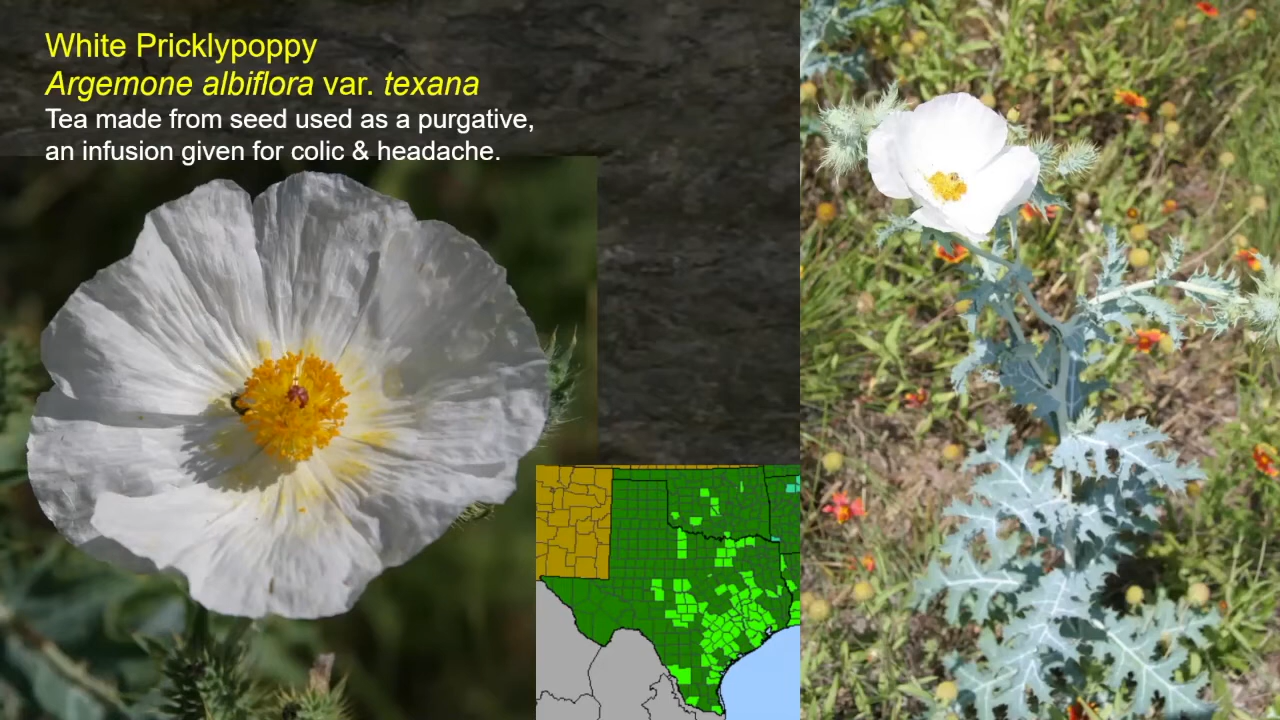 White Pricklypoppy
Argemone albiflora var. texana
Tea made from seed used as a purgative,
an infusion given for colic & headache.